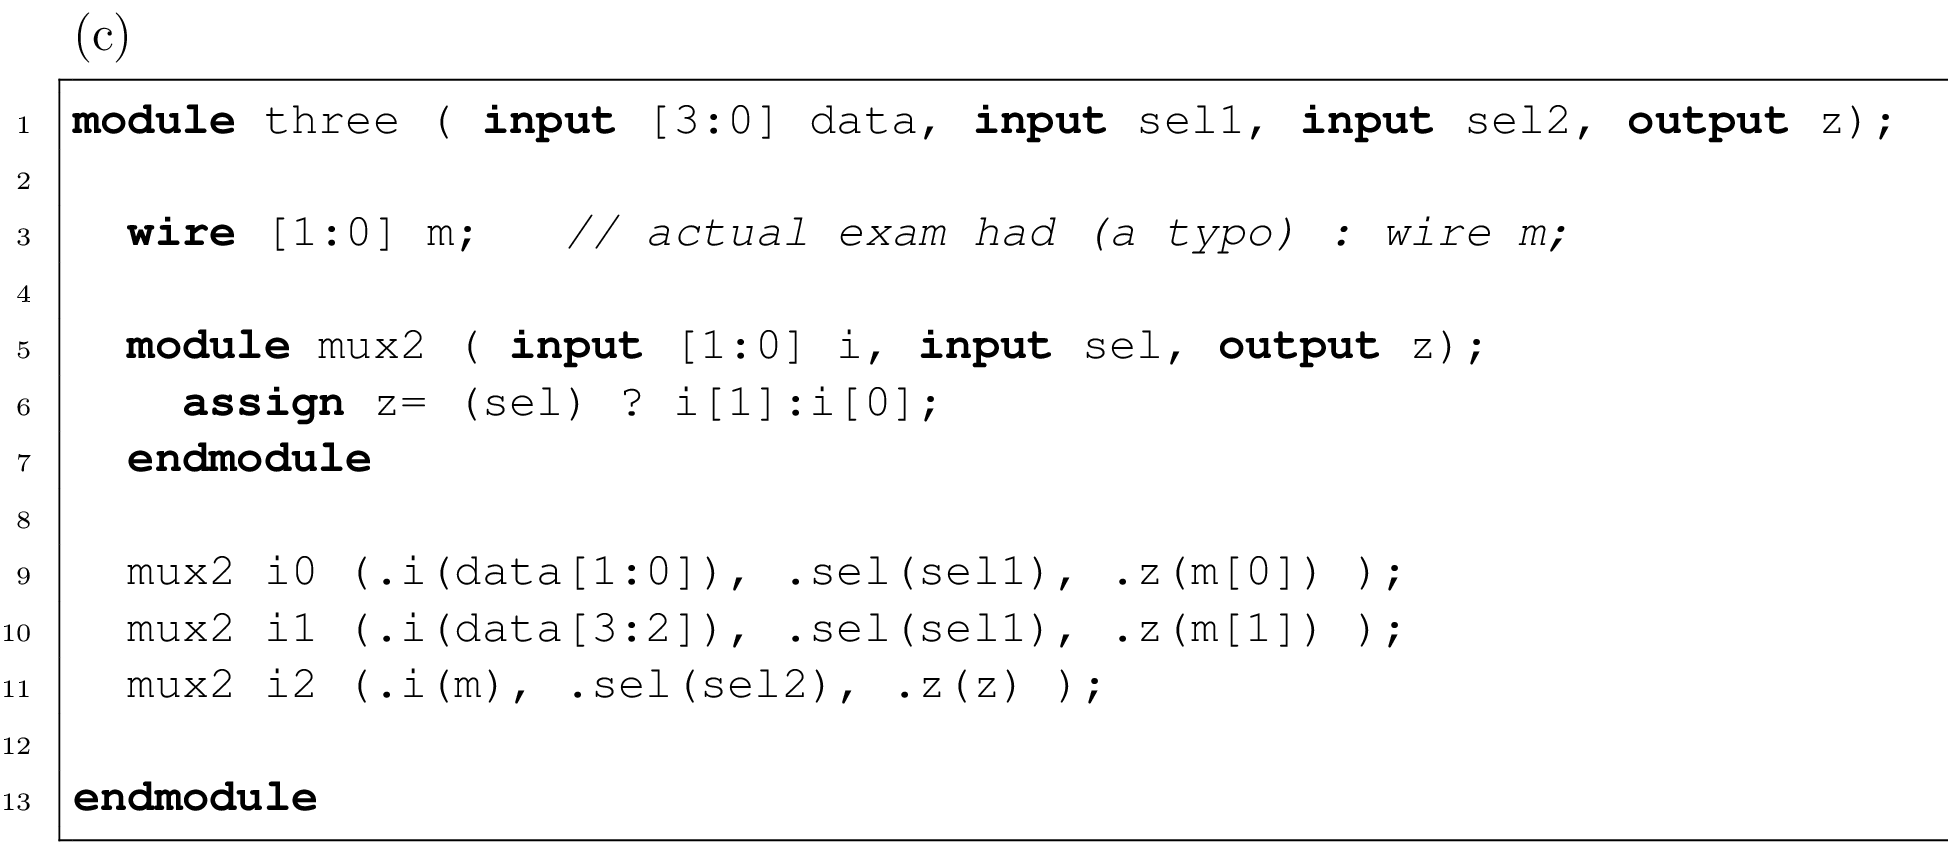 (c)
1 module three ( input [3:0] data, input sel1, input sel2, output z);
2
3 wire [1:0] m; // actual exam had (a typo) : wire m;
4
5 module mux2 ( input [1:0] i, input sel, output z);
6 assign z= (sel) ? i[1]:i[0];
7 endmodule
8
9 mux2 i0 (.i(data[1:0]), .sel(sel1), .z(m[0]) );
10 mux2 i1 (.i(data[3:2]), .sel(sel1), .z(m[1]) );
11 mux2 i2 (.i(m), .sel(sel2), .z(z) );
12
13 endmodule